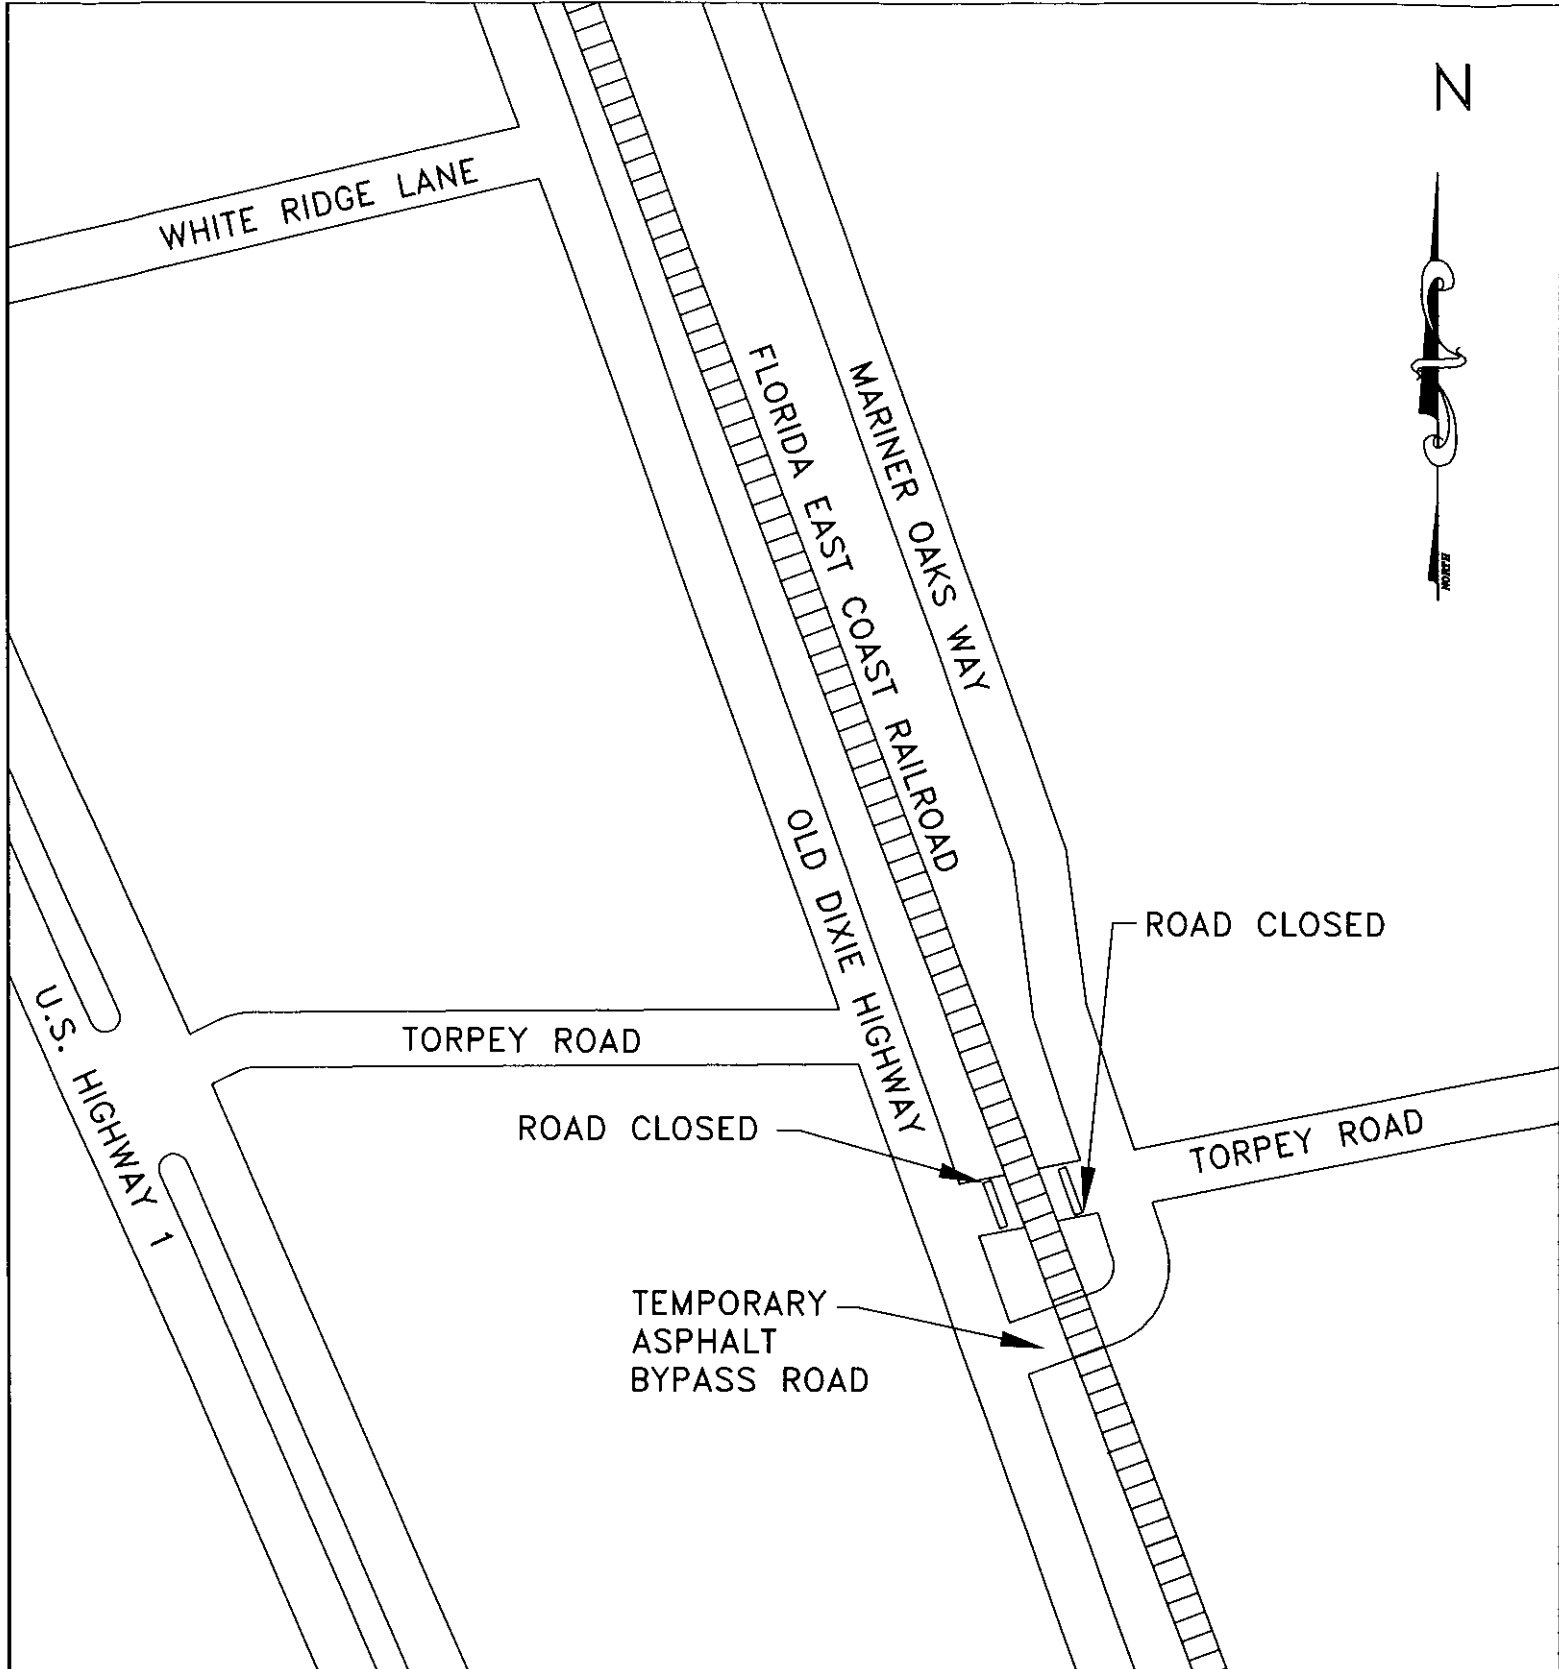 N
WHITE RIDGE LANE
FLORIDA EAST COAST RAILROAD
MARINER OAKS WAY
NORTH
OLD DIXIE HIGHWAY
ROAD CLOSED
U.S. HIGHWAY 1
TORPEY ROAD
ROAD CLOSED
TORPEY ROAD
TEMPORARY
ASPHALT
BYPASS ROAD